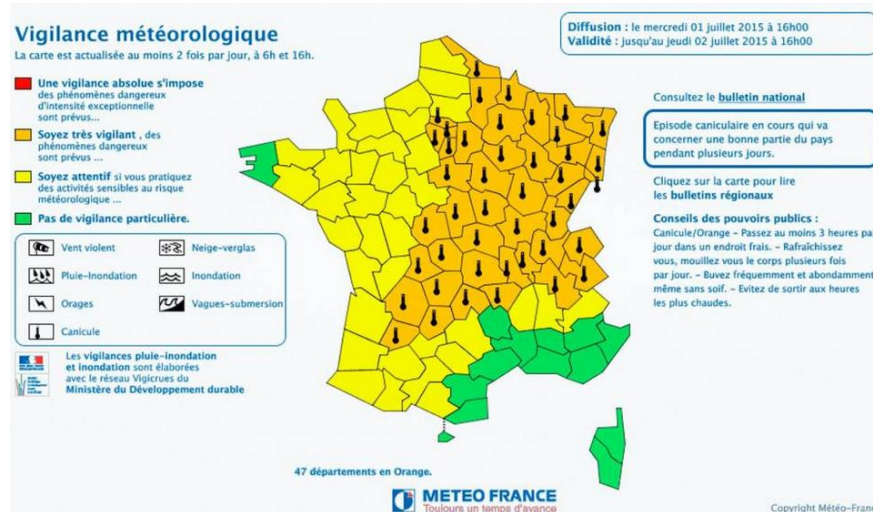 Vigilance météorologique
La carte est actualisée au moins 2 fois par jour, à 6h et 16h.
Une vigilance absolue s'impose
des phénomènes dangereux
d'intensité exceptionnelle
sont prévus...
Soyez très vigilant , des
phénomènes dangereux
sont prévus ...
Soyez attentif si vous pratiquez
des activités sensibles au risque
météorologique ...
Pas de vigilance particulière.
Vent violent
Neige-verglas
Pluie-Inondation
Inondation
Orages
Vagues-submersion
Canicule
Les vigilances pluie-inondation
et inondation sont élaborées
avec le réseau Vigicrues du
Ministère du Développement durable
Diffusion : le mercredi 01 juillet 2015 à 16h00
Validité : jusqu'au jeudi 02 juillet 2015 à 16h00
Consultez le bulletin national
Episode caniculaire en cours qui va
concerner une bonne partie du pays
pendant plusieurs jours.
Cliquez sur la carte pour lire
les bulletins régionaux
Conseils des pouvoirs publics :
Canicule/Orange – Passez au moins 3 heures pa
jour dans un endroit frais. – Rafraîchissez
vous, mouillez vous le corps plusieurs fois
par jour. – Buvez fréquemment et abondamment
même sans soif. – Evitez de sortir aux heures
les plus chaudes.
47 départements en Orange.
METEO FRANCE
Toujours un temps d'avance
Copyright Météo-Franc